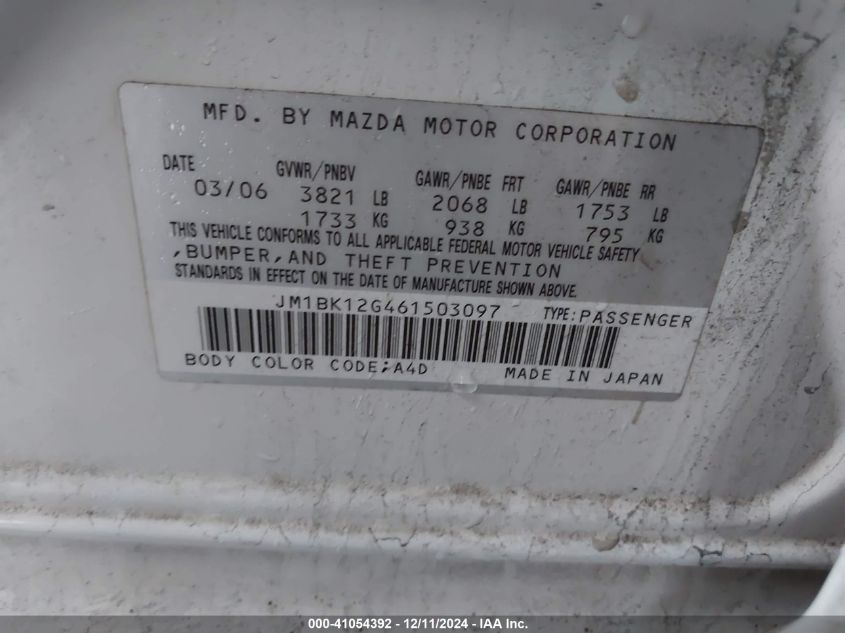 MFD. BY MAZDA MOTOR CORPORATION
DATE GVWR/PNBV GAWR/PNBE FRT GAWR/PNBE RR
03/06 3821 LB 2068 LB 1753 LB
1733 KG 938 KG 795 KG
THIS VEHICLE CONFORMS TO ALL APPLICABLE FEDERAL MOTOR VEHICLE SAFETY
,BUMPER,AND THEFT PREVENTION
STANDARDS IN EFFECT ON THE DATE OF MANUFACTURE SHOWN ABOVE.
JM1BK12G461503097 TYPE:PASSENGER
BODY COLOR CODE;A4D MADE IN JAPAN
000-41054392 - 12/11/2024 - IAA Inc.